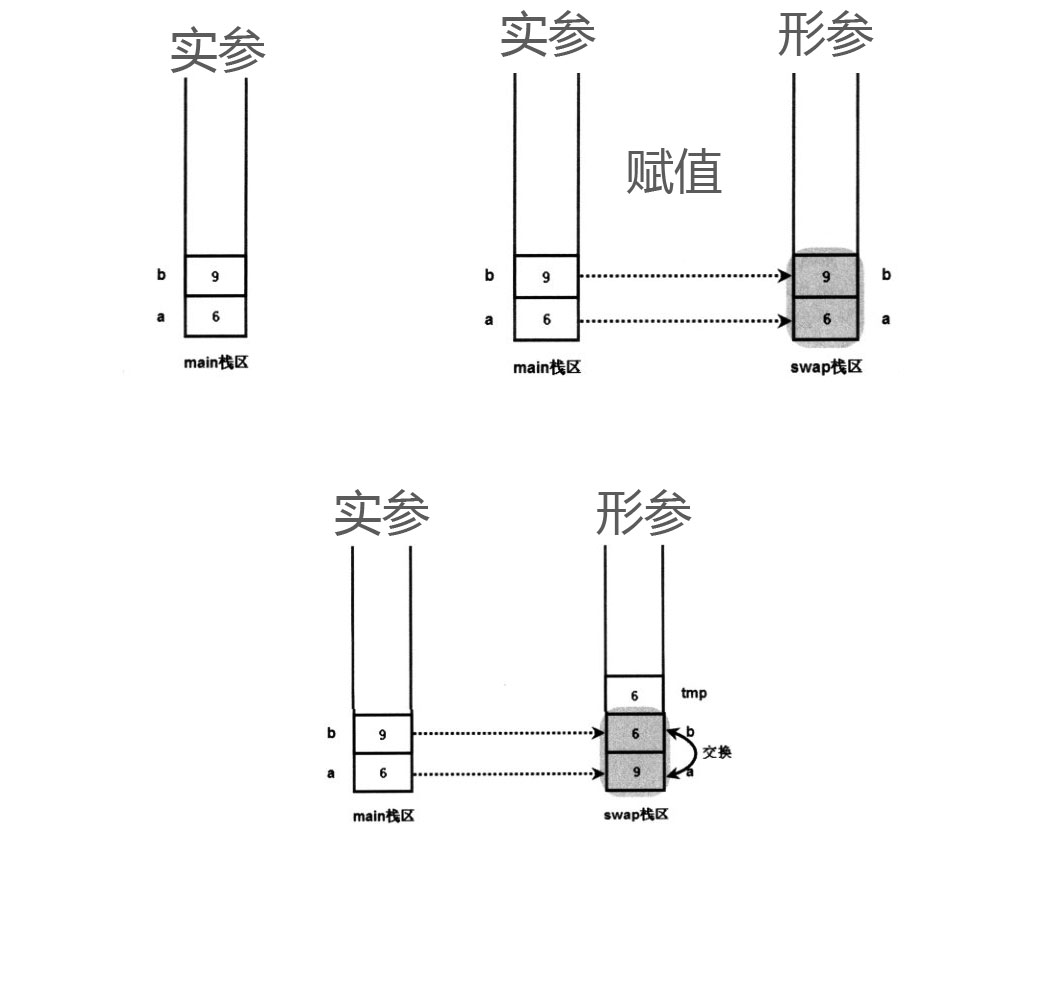 实参
b 9
a 6
main栈区
实参 形参
赋值
b 9 9 b
a 6 6 a
main栈区 swap栈区
实参 形参
6 tmp
b 9 6 b
交换
a 6 9 a
main栈区 swap栈区